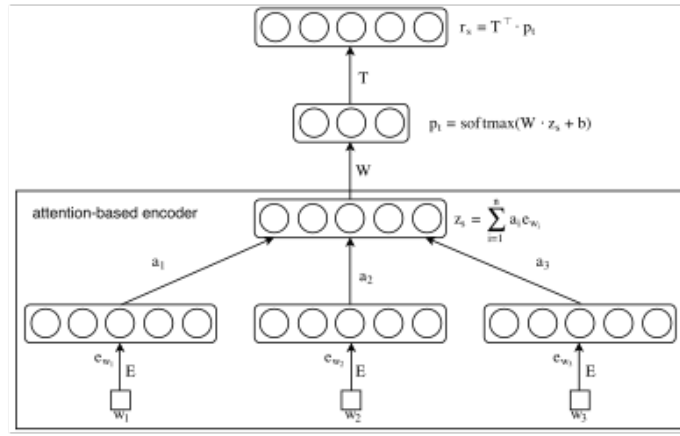 r_s = T^⊤ · p_t
T
p_t = softmax(W · z_s + b)
W
attention-based encoder
z_s = \sum_{i=1}^{n} a_i e_{w_i}
a_1
a_2
a_3
e_{w_1} E
e_{w_2} E
e_{w_3} E
w_1
w_2
w_3